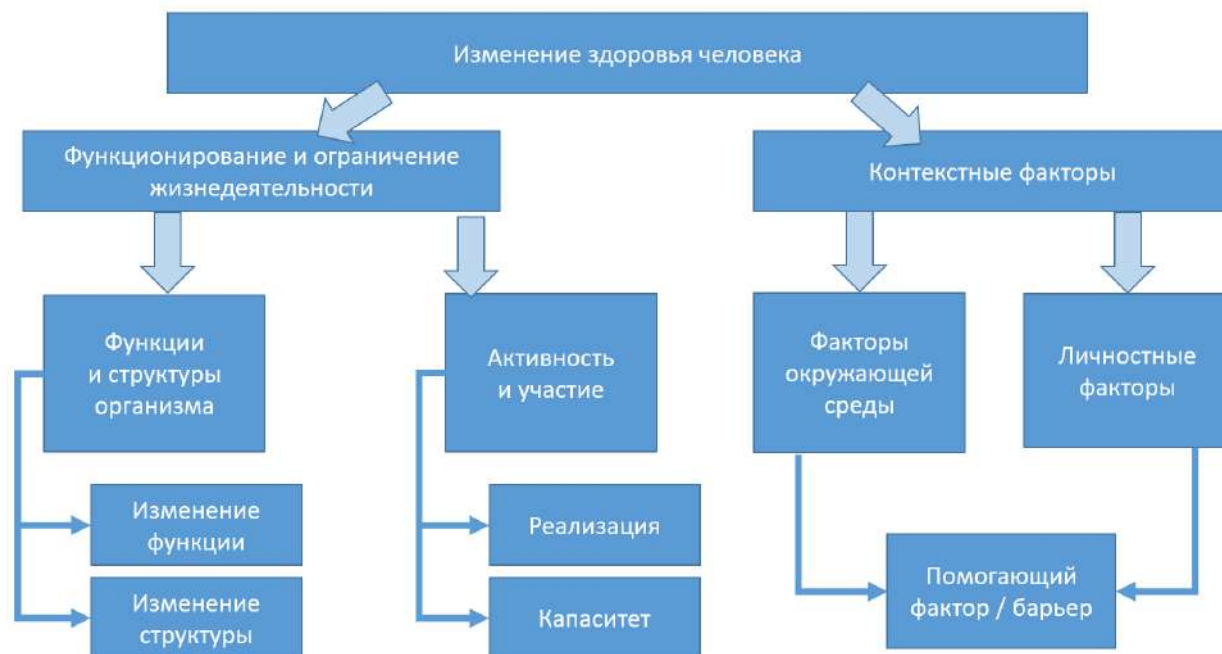 Изменение здоровья человека
Функционирование и ограничение
жизнедеятельности
Контекстные факторы
Функции
и структуры
организма
Активность
и участие
Факторы
окружающей
среды
Личностные
факторы
Изменение
функции
Реализация
Помогающий
фактор / барьер
Изменение
структуры
Капаситет